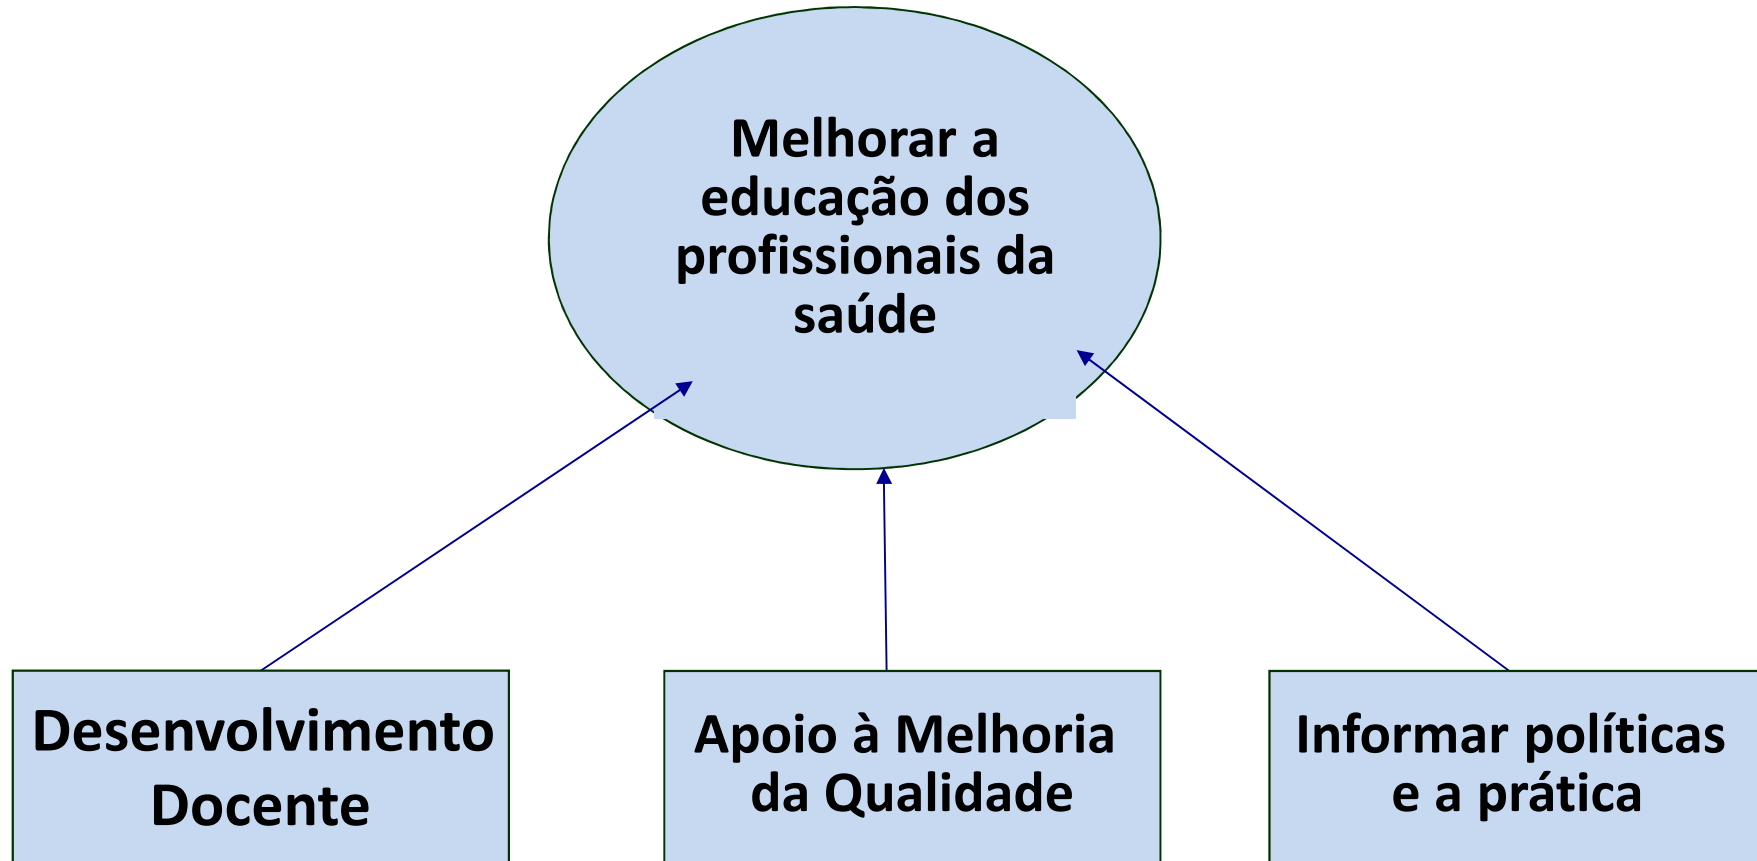 Melhorar a
educação dos
profissionais da
saúde
Desenvolvimento
Docente
Apoio à Melhoria
da Qualidade
Informar políticas
e a prática